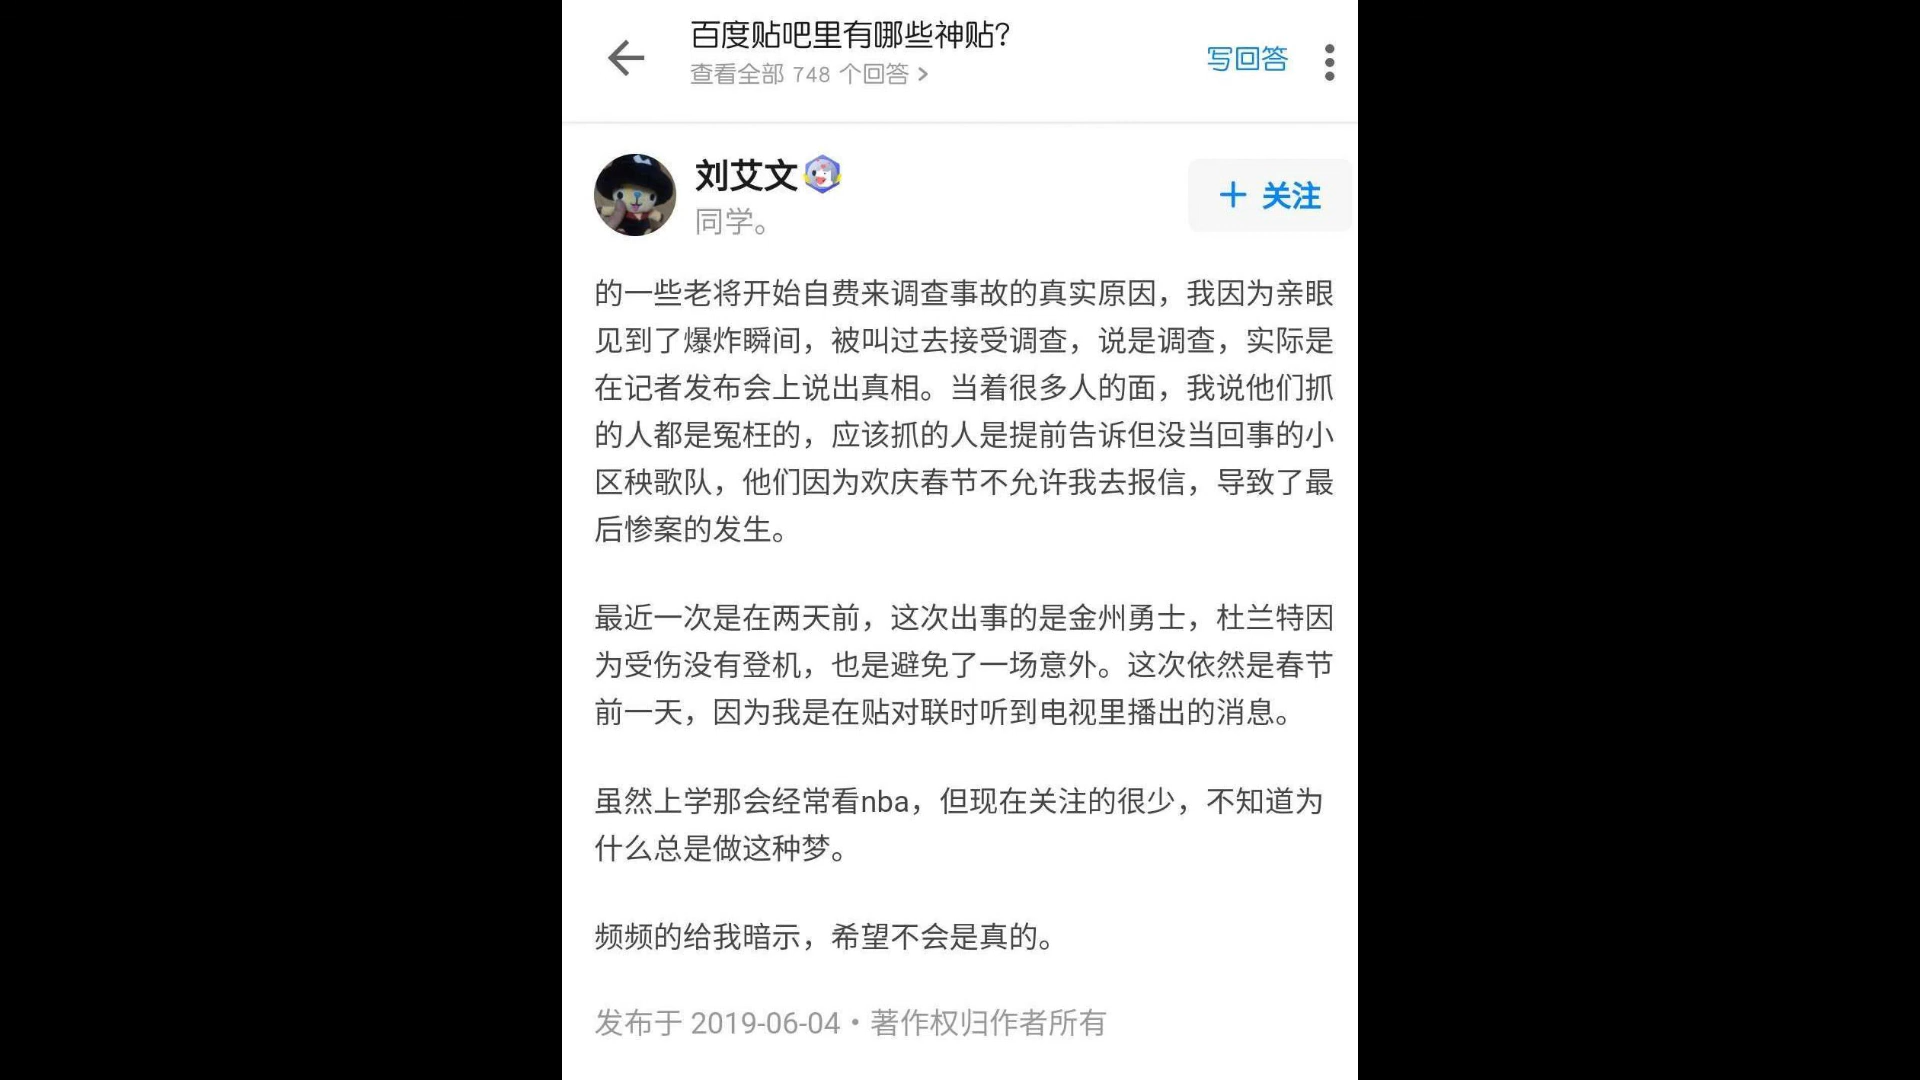 百度贴吧里有哪些神贴?
查看全部 748 个回答 >
写回答
刘艾文
同学。
+ 关注
的一些老将开始自费来调查事故的真实原因，我因为亲眼
见到了爆炸瞬间，被叫过去接受调查，说是调查，实际是
在记者发布会上说出真相。当着很多人的面，我说他们抓
的人都是冤枉的，应该抓的人是提前告诉但没当回事的小
区秧歌队，他们因为欢庆春节不允许我去报信，导致了最
后惨案的发生。
最近一次是在两天前，这次出事的是金州勇士，杜兰特因
为受伤没有登机，也是避免了一场意外。这次依然是春节
前一天，因为我是在贴对联时听到电视里播出的消息。
虽然上学那会经常看nba，但现在关注的很少，不知道为
什么总是做这种梦。
频频的给我暗示，希望不会是真的。
发布于 2019-06-04・著作权归作者所有